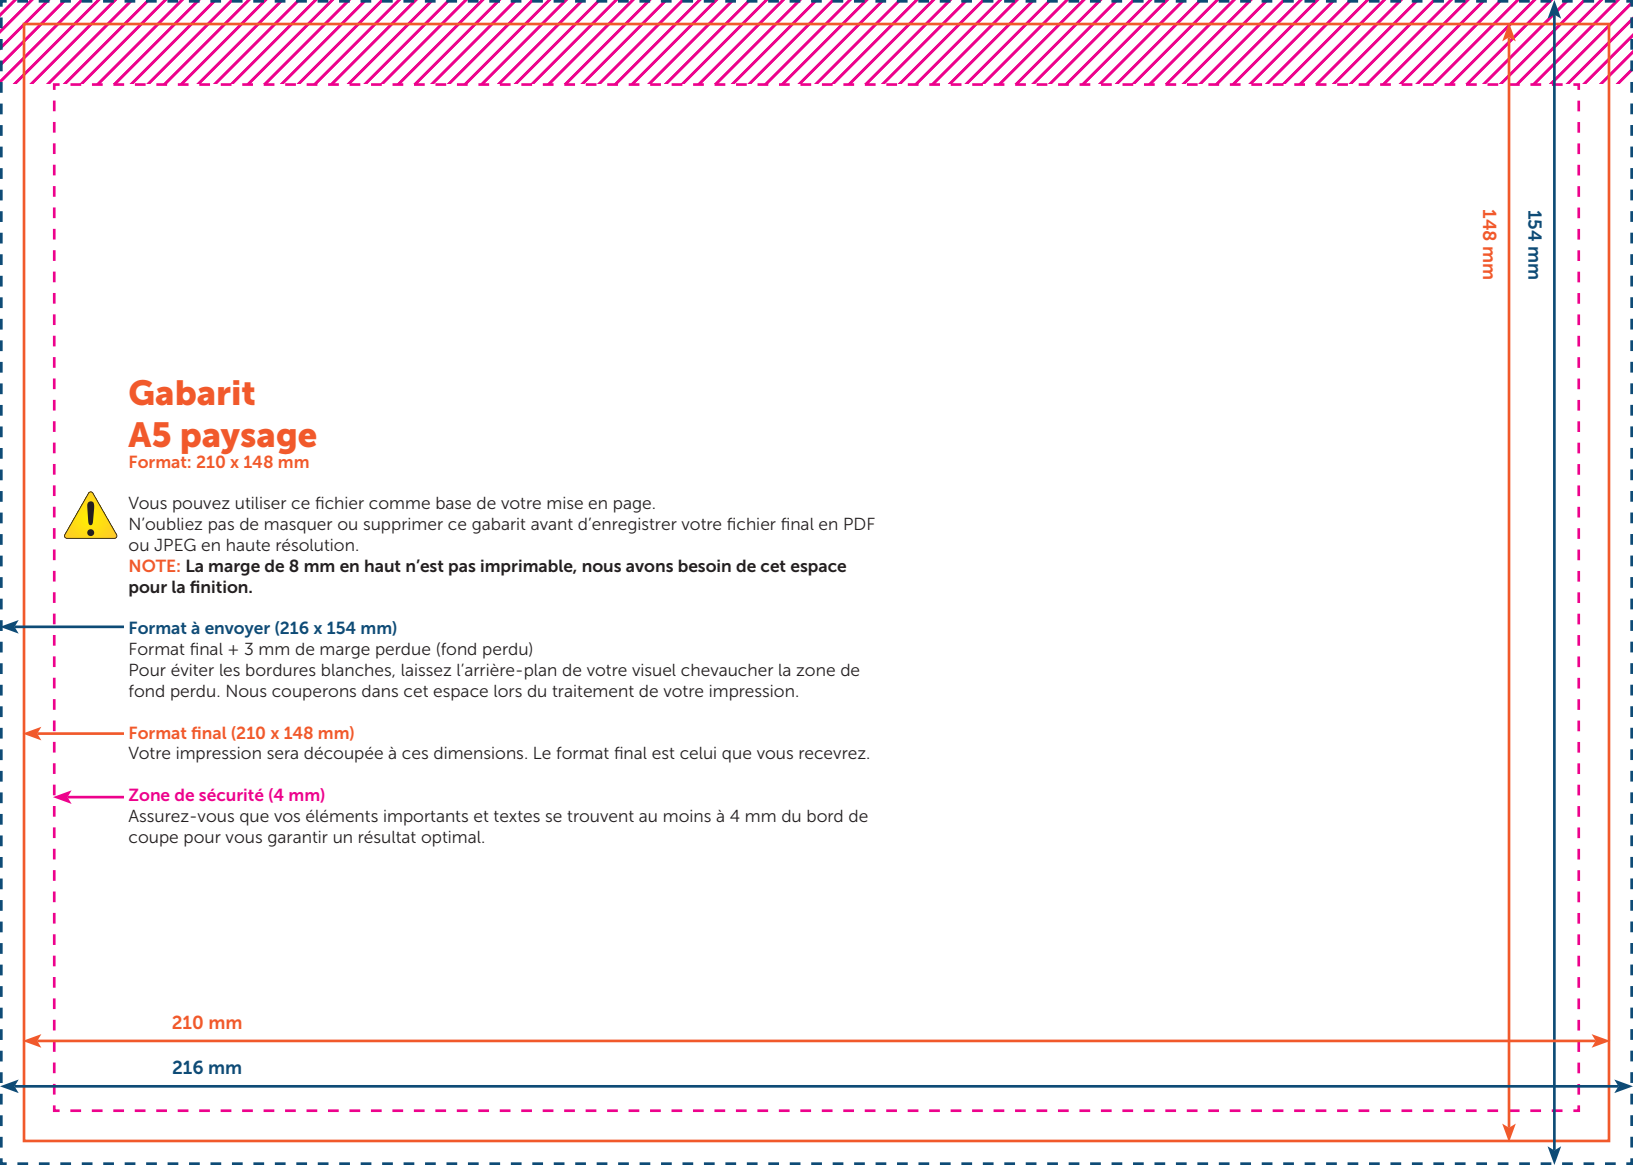 148 mm
154 mm
Gabarit
A5 paysage
Format: 210 x 148 mm
Vous pouvez utiliser ce fichier comme base de votre mise en page.
N’oubliez pas de masquer ou supprimer ce gabarit avant d’enregistrer votre fichier final en PDF
ou JPEG en haute résolution.
NOTE: La marge de 8 mm en haut n’est pas imprimable, nous avons besoin de cet espace
pour la finition.
Format à envoyer (216 x 154 mm)
Format final + 3 mm de marge perdue (fond perdu)
Pour éviter les bordures blanches, laissez l’arrière-plan de votre visuel chevaucher la zone de
fond perdu. Nous couperons dans cet espace lors du traitement de votre impression.
Format final (210 x 148 mm)
Votre impression sera découpée à ces dimensions. Le format final est celui que vous recevrez.
Zone de sécurité (4 mm)
Assurez-vous que vos éléments importants et textes se trouvent au moins à 4 mm du bord de
coupe pour vous garantir un résultat optimal.
210 mm
216 mm